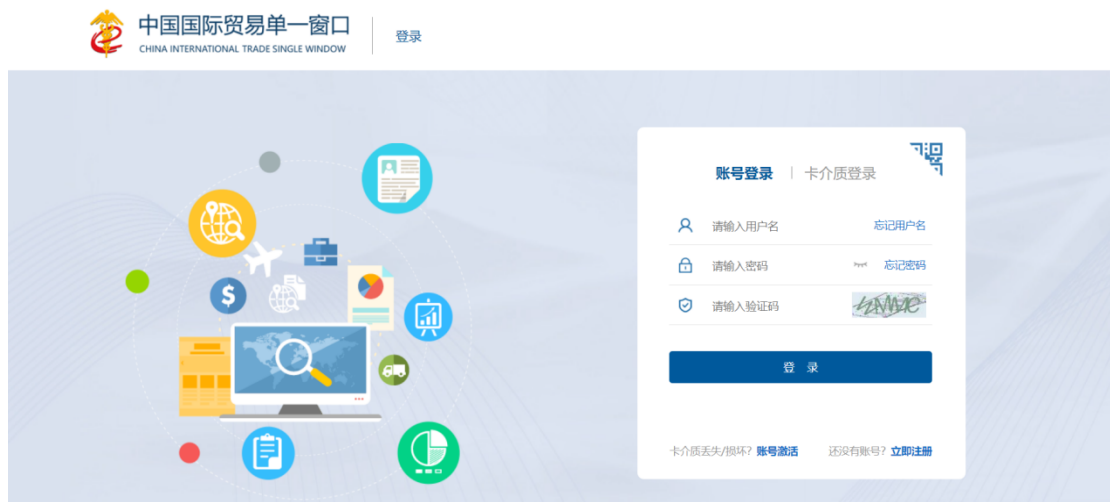 中国国际贸易单一窗口
CHINA INTERNATIONAL TRADE SINGLE WINDOW
登录
账号登录 | 卡介质登录
请输入用户名 忘记用户名
请输入密码 忘记密码
请输入验证码
登 录
卡介质丢失/损坏? 账号激活 还没有账号? 立即注册